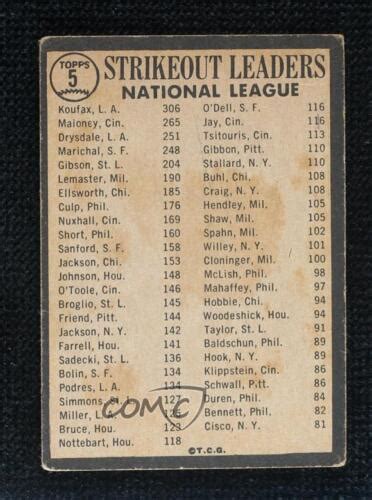 TOPPS
5
STRIKEOUT LEADERS
NATIONAL LEAGUE
Koufax, L. A. 306
Maloney, Cin. 265
Drysdale, L. A. 251
Marichal, S. F. 248
Gibson, St. L. 204
Lemaster, Mil. 190
Ellsworth, Chi. 185
Culp, Phil. 176
Nuxhall, Cin. 169
Short, Phil. 160
Sanford, S. F. 158
Jackson, Chi. 153
Johnson, Hou. 148
O'Toole, Cin. 146
Broglio, St. L. 145
Friend, Pitt. 144
Jackson, N. Y. 142
Farrell, Hou. 141
Sadecki, St. L. 136
Bolin, S. F. 134
Podres, L. A. 134
Simmons, St. L. 127
Miller, L. A. 125
Bruce, Hou. 123
Nottebart, Hou. 118
O'Dell, S. F. 116
Jay, Cin. 116
Tsitouris, Cin. 113
Gibbon, Pitt. 110
Stallard, N. Y. 110
Buhl, Chi. 108
Craig, N. Y. 108
Hendley, Mil. 105
Shaw, Mil. 105
Spahn, Mil. 102
Willey, N. Y. 101
Cloninger, Mil. 100
McLish, Phil. 98
Mahaffey, Phil. 97
Hobbie, Chi. 94
Woodeshick, Hou. 94
Taylor, St. L. 91
Baldschun, Phil. 89
Hook, N. Y. 89
Klippstein, Cin. 86
Schwall, Pitt. 86
Duren, Phil. 84
Bennett, Phil. 82
Cisco, N. Y. 81
©T.C.G.
COMC